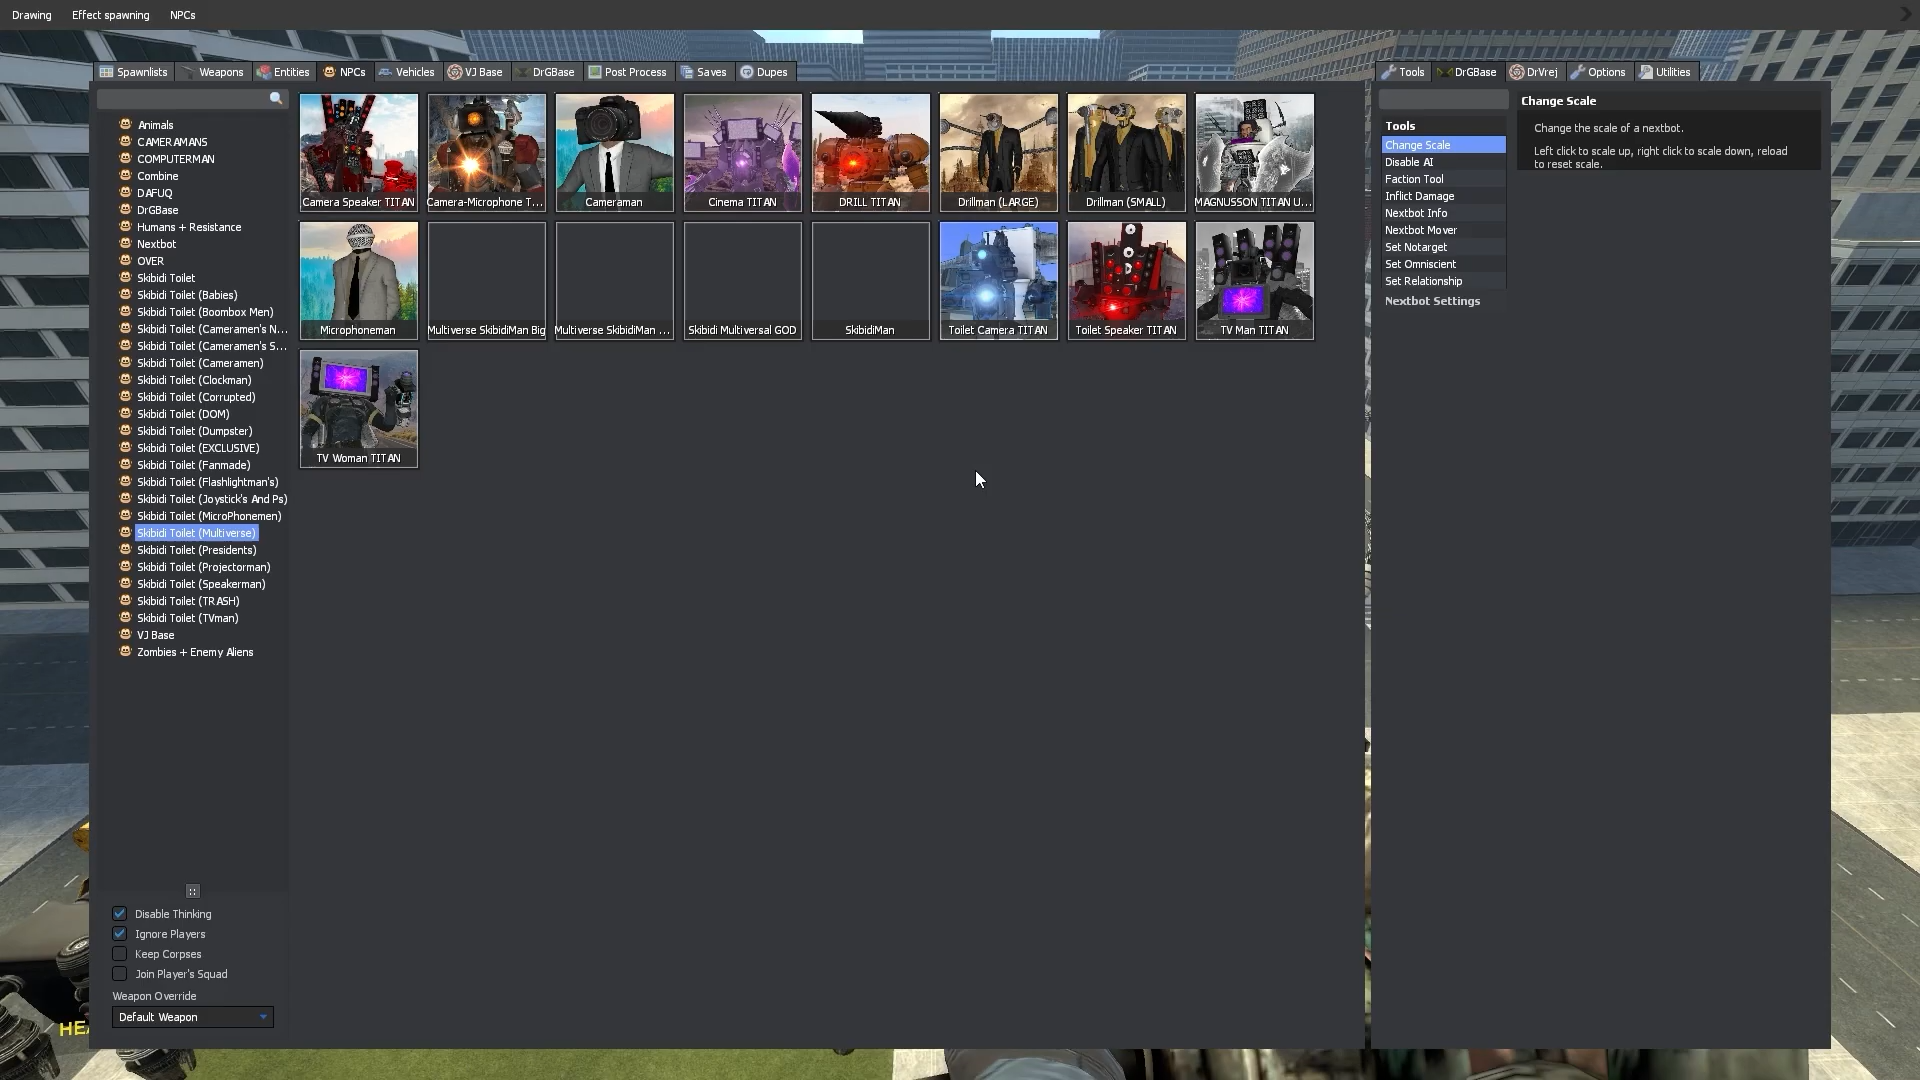 Drawing Effect spawning NPCs
Spawnlists Weapons Entities NPCs Vehicles VJ Base DrGBase Post Process Saves Dupes
Animals
CAMERAMANS
COMPUTERMAN
Combine
DAFUQ
DrGBase
Humans + Resistance
Nextbot
OVER
Skibidi Toilet
Skibidi Toilet (Babies)
Skibidi Toilet (Boombox Men)
Skibidi Toilet (Cameramen's N...
Skibidi Toilet (Cameramen's S...
Skibidi Toilet (Cameramen)
Skibidi Toilet (Clockman)
Skibidi Toilet (Corrupted)
Skibidi Toilet (DOM)
Skibidi Toilet (Dumpster)
Skibidi Toilet (EXCLUSIVE)
Skibidi Toilet (Fanmade)
Skibidi Toilet (Flashlightman's)
Skibidi Toilet (Joystick's And Ps)
Skibidi Toilet (MicroPhonemen)
Skibidi Toilet (Multiverse)
Skibidi Toilet (Presidents)
Skibidi Toilet (Projectorman)
Skibidi Toilet (Speakerman)
Skibidi Toilet (TRASH)
Skibidi Toilet (TVman)
VJ Base
Zombies + Enemy Aliens
Disable Thinking
Ignore Players
Keep Corpses
Join Player's Squad
Weapon Override
Default Weapon
HEA
Camera Speaker TITAN Camera-Microphone T... Cameraman Cinema TITAN DRILL TITAN Drillman (LARGE) Drillman (SMALL) MAGNUSSON TITAN U...
Microphoneman Multiverse SkibidiMan Big Multiverse SkibidiMan ... Skibidi Multiversal GOD SkibidiMan Toilet Camera TITAN Toilet Speaker TITAN TV Man TITAN
TV Woman TITAN
Tools DrGBase DrVrej Options Utilities
Tools
Change Scale
Disable AI
Faction Tool
Inflict Damage
Nextbot Info
Nextbot Mover
Set Notarget
Set Omniscient
Set Relationship
Nextbot Settings
Change Scale
Change the scale of a nextbot.
Left click to scale up, right click to scale down, reload
to reset scale.